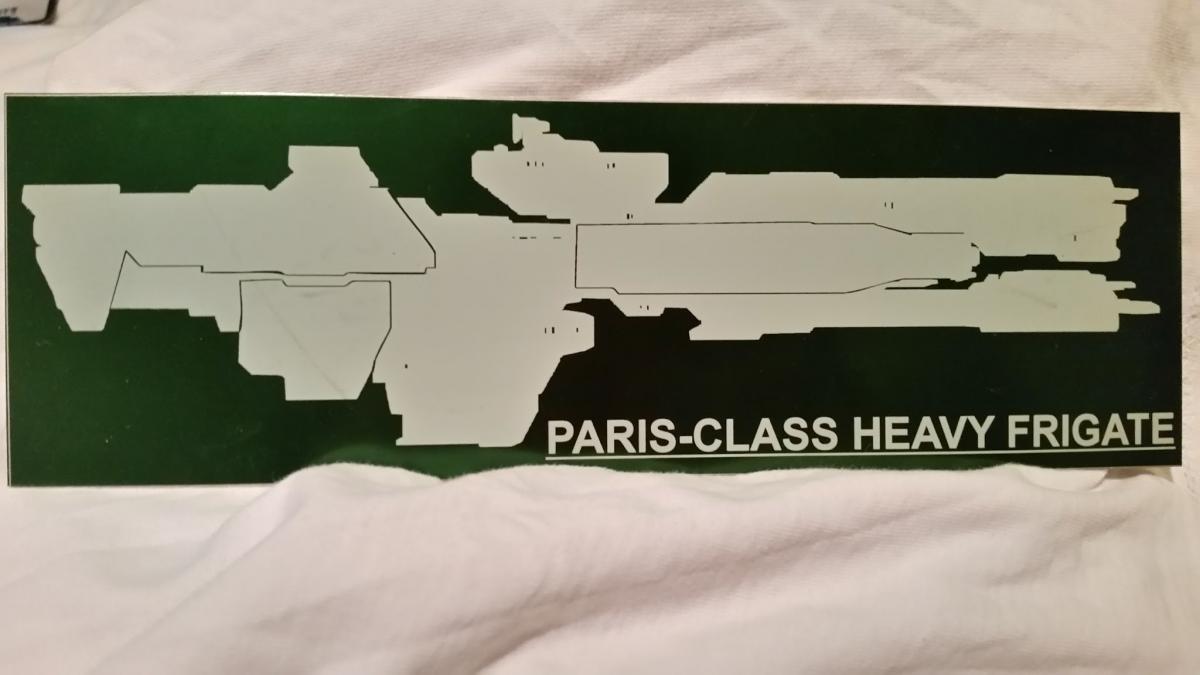 PARIS-CLASS HEAVY FRIGATE